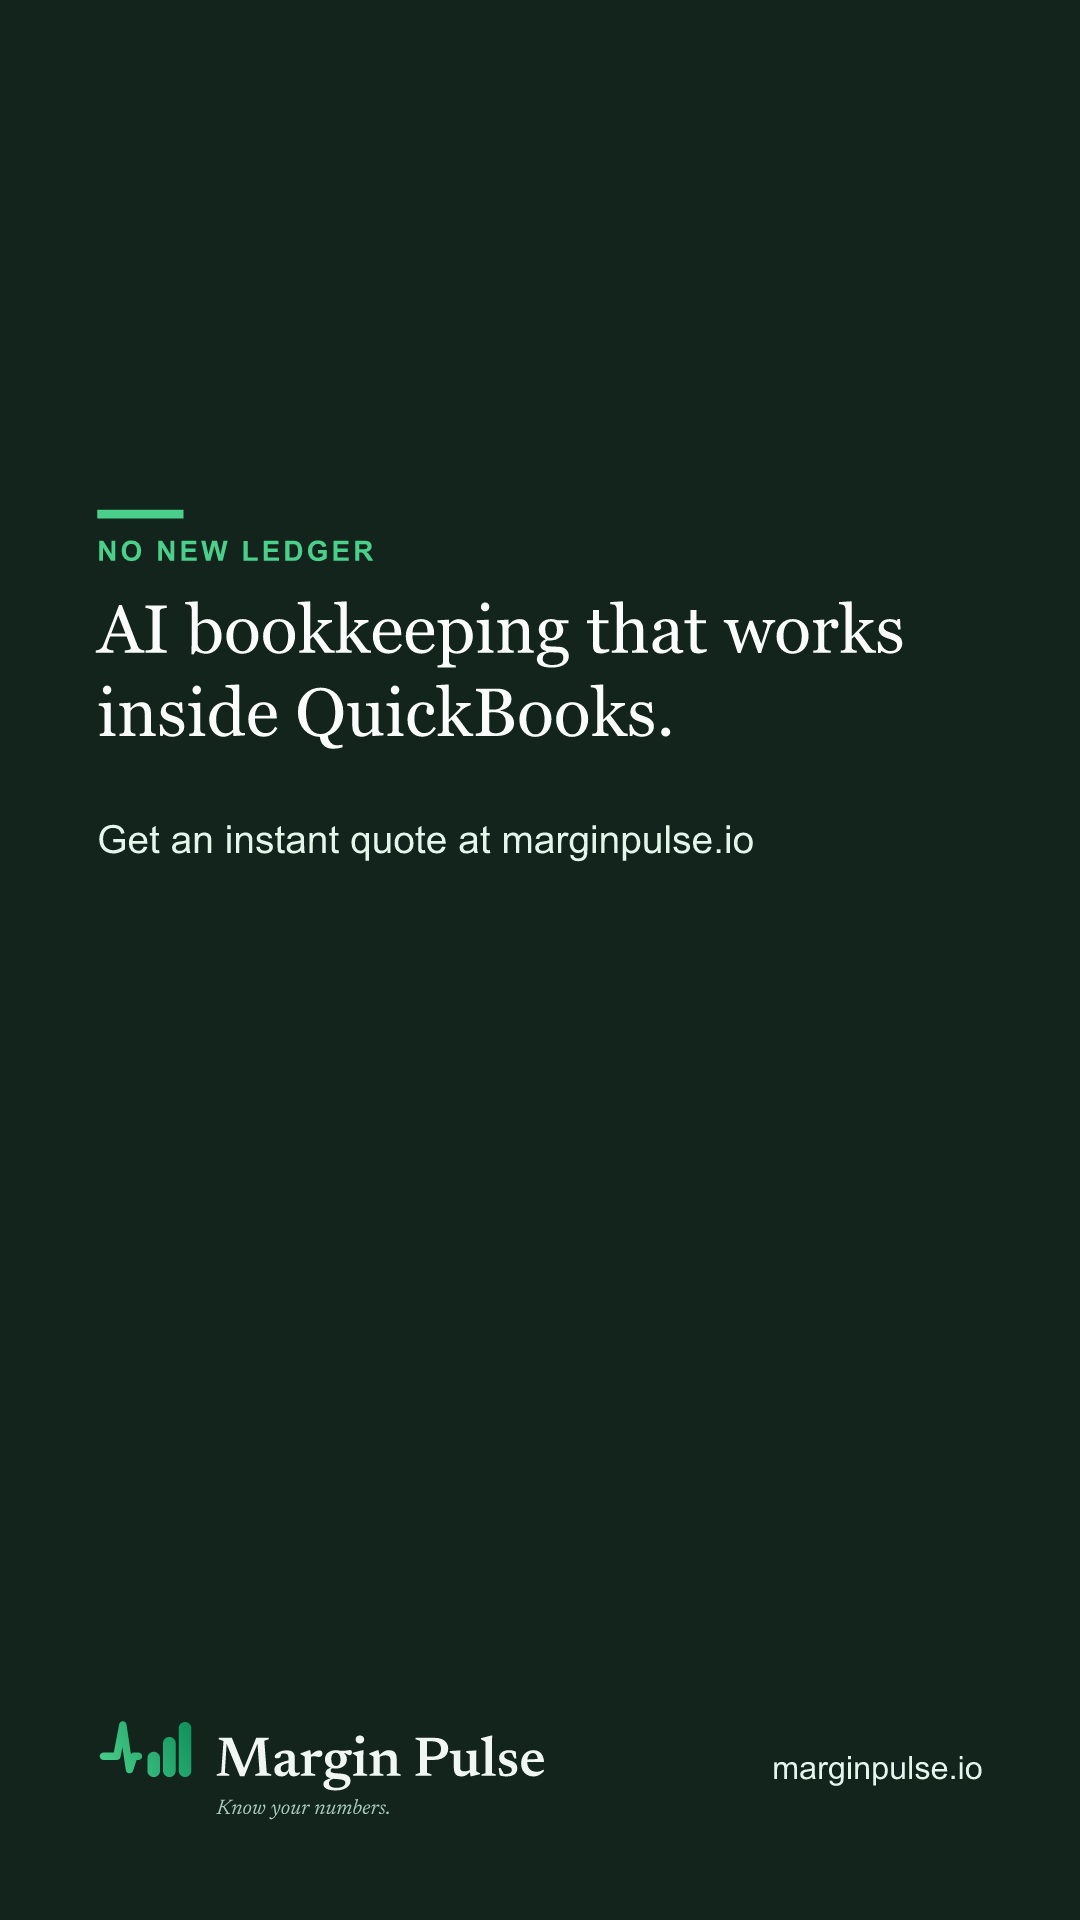 NO NEW LEDGER
AI bookkeeping that works
inside QuickBooks.
Get an instant quote at marginpulse.io
Margin Pulse
Know your numbers.
marginpulse.io